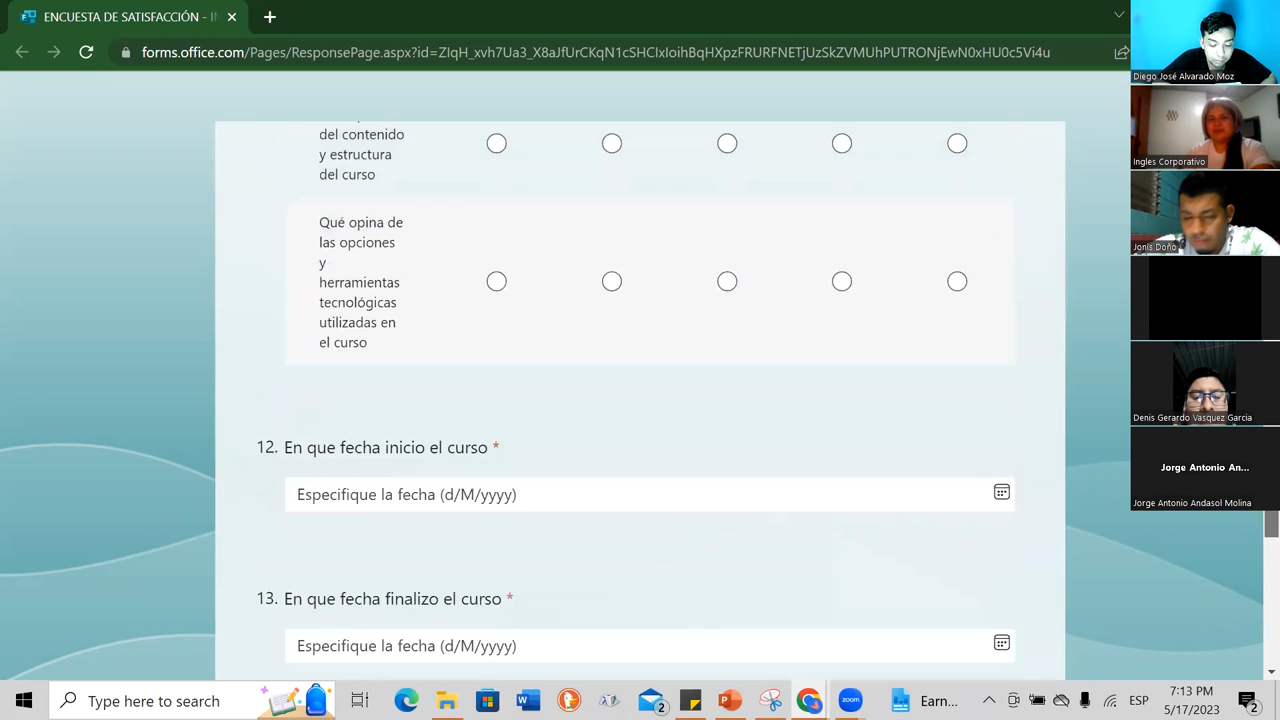 ENCUESTA DE SATISFACCIÓN - I
forms.office.com/Pages/ResponsePage.aspx?id=ZIqH_xvh7Ua3_X8aJfUrCKqN1cSHCIxIoihBqHXpzFRURFNETjUzSkZVMUhPUTRONjEwN0xHU0c5Vi4u
Diego José Alvarado Moz
Ingles Corporativo
Jonis Doño
Denis Gerardo Vasquez Garcia
Jorge Antonio An...
Jorge Antonio Andasol Molina
del contenido
y estructura
del curso
Qué opina de
las opciones
y
herramientas
tecnológicas
utilizadas en
el curso
12. En que fecha inicio el curso *
Especifique la fecha (d/M/yyyy)
13. En que fecha finalizo el curso *
Especifique la fecha (d/M/yyyy)
Type here to search
2
Earn...
ESP
7:13 PM
5/17/2023
2